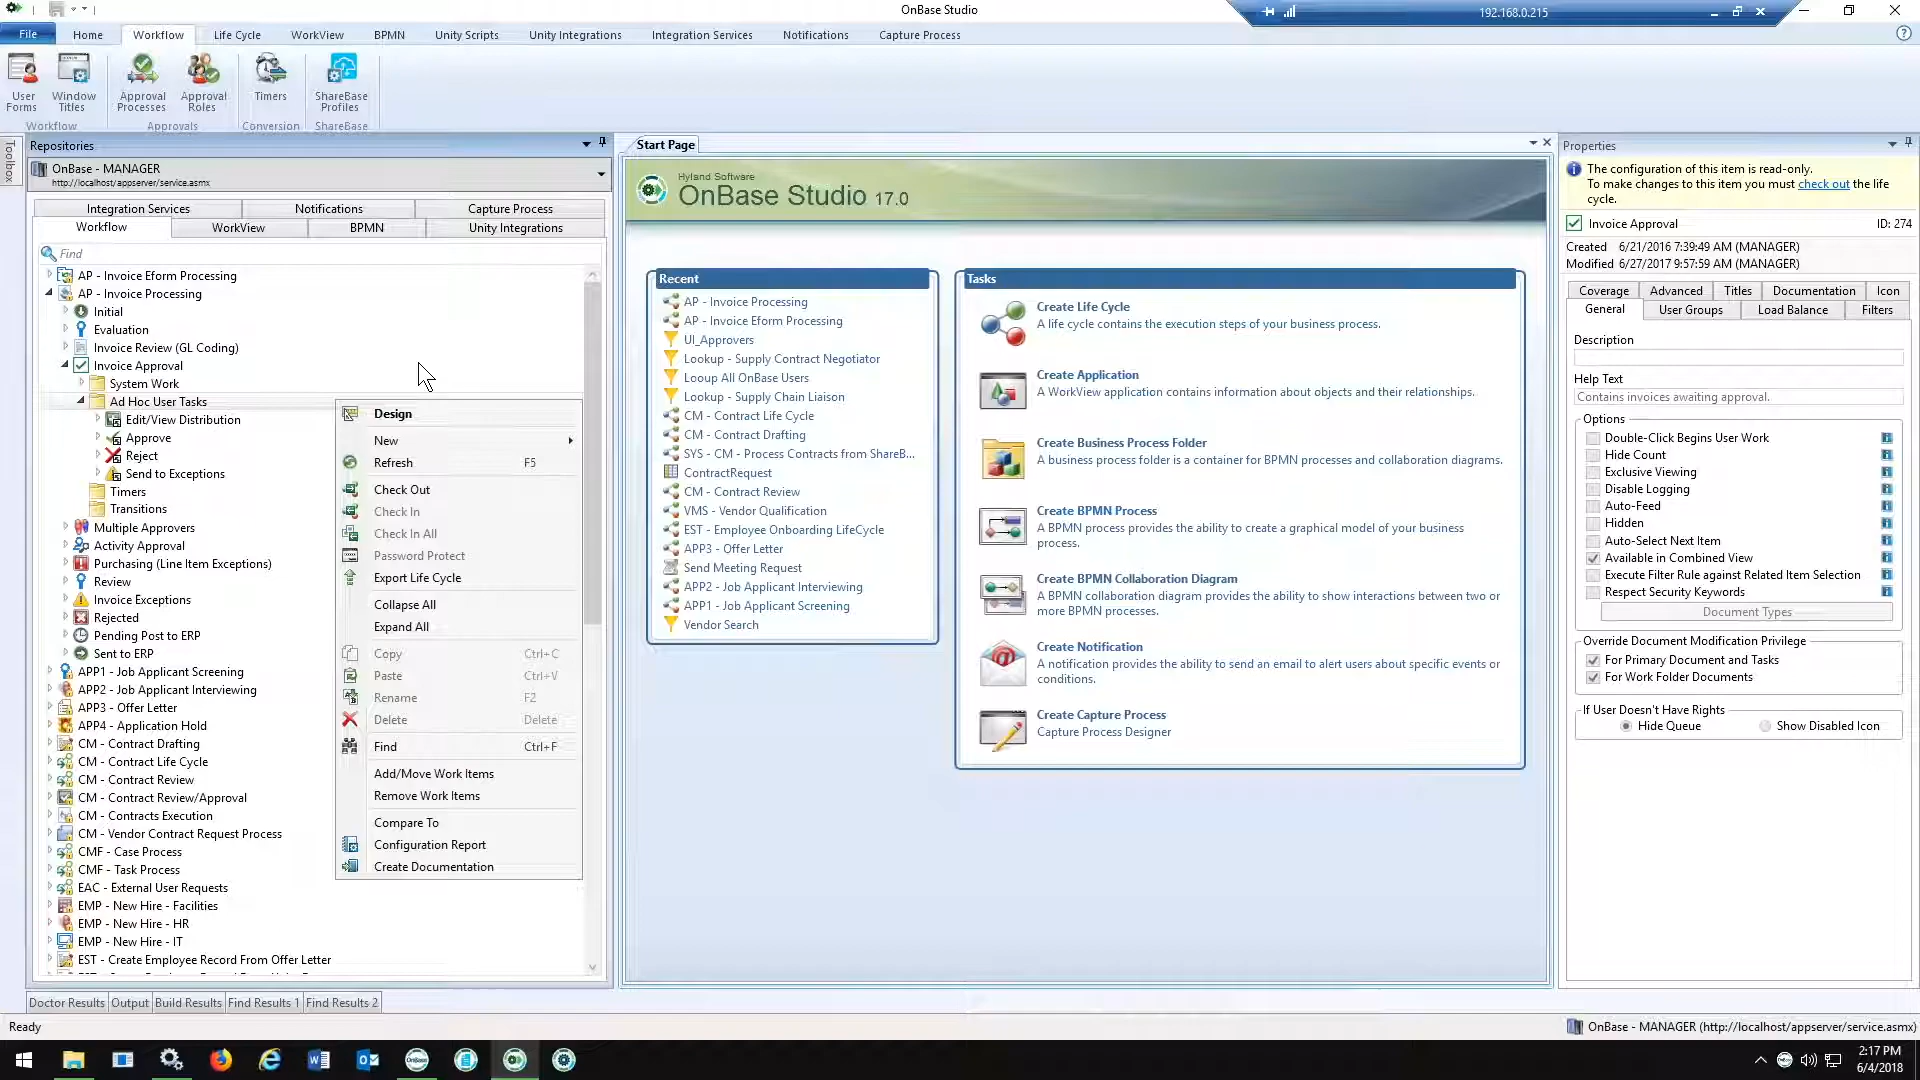 OnBase Studio
192.168.0.215
File
Home
Workflow
Life Cycle
WorkView
BPMN
Unity Scripts
Unity Integrations
Integration Services
Notifications
Capture Process
User Forms
Window Titles
Approval Processes
Approval Roles
Timers
ShareBase Profiles
Workflow
Approvals
Conversion
ShareBase
Toolbox
Repositories
OnBase - MANAGER
http://localhost/appserver/service.asmx
Integration Services
Notifications
Capture Process
Workflow
WorkView
BPMN
Unity Integrations
Find
AP - Invoice Eform Processing
AP - Invoice Processing
Initial
Evaluation
Invoice Review (GL Coding)
Invoice Approval
System Work
Ad Hoc User Tasks
Edit/View Distribution
Approve
Reject
Send to Exceptions
Timers
Transitions
Multiple Approvers
Activity Approval
Purchasing (Line Item Exceptions)
Review
Invoice Exceptions
Rejected
Pending Post to ERP
Sent to ERP
APP1 - Job Applicant Screening
APP2 - Job Applicant Interviewing
APP3 - Offer Letter
APP4 - Application Hold
CM - Contract Drafting
CM - Contract Life Cycle
CM - Contract Review
CM - Contract Review/Approval
CM - Contracts Execution
CM - Vendor Contract Request Process
CMF - Case Process
CMF - Task Process
EAC - External User Requests
EMP - New Hire - Facilities
EMP - New Hire - HR
EMP - New Hire - IT
EST - Create Employee Record From Offer Letter
Design
New
Refresh F5
Check Out
Check In
Check In All
Password Protect
Export Life Cycle
Collapse All
Expand All
Copy Ctrl+C
Paste Ctrl+V
Rename F2
Delete Delete
Find Ctrl+F
Add/Move Work Items
Remove Work Items
Compare To
Configuration Report
Create Documentation
Start Page
Hyland Software
OnBase Studio 17.0
Recent
AP - Invoice Processing
AP - Invoice Eform Processing
UI_Approvers
Lookup - Supply Contract Negotiator
Looup All OnBase Users
Lookup - Supply Chain Liaison
CM - Contract Life Cycle
CM - Contract Drafting
SYS - CM - Process Contracts from ShareB...
ContractRequest
CM - Contract Review
VMS - Vendor Qualification
EST - Employee Onboarding LifeCycle
APP3 - Offer Letter
Send Meeting Request
APP2 - Job Applicant Interviewing
APP1 - Job Applicant Screening
Vendor Search
Tasks
Create Life Cycle
A life cycle contains the execution steps of your business process.
Create Application
A WorkView application contains information about objects and their relationships.
Create Business Process Folder
A business process folder is a container for BPMN processes and collaboration diagrams.
Create BPMN Process
A BPMN process provides the ability to create a graphical model of your business
process.
Create BPMN Collaboration Diagram
A BPMN collaboration diagram provides the ability to show interactions between two or
more BPMN processes.
Create Notification
A notification provides the ability to send an email to alert users about specific events or
conditions.
Create Capture Process
Capture Process Designer
Properties
The configuration of this item is read-only.
To make changes to this item you must check out the life
cycle.
Invoice Approval ID: 274
Created 6/21/2016 7:39:49 AM (MANAGER)
Modified 6/27/2017 9:57:59 AM (MANAGER)
Coverage
Advanced
Titles
Documentation
Icon
General
User Groups
Load Balance
Filters
Description
Help Text
Contains invoices awaiting approval.
Options
Double-Click Begins User Work
Hide Count
Exclusive Viewing
Disable Logging
Auto-Feed
Hidden
Auto-Select Next Item
Available in Combined View
Execute Filter Rule against Related Item Selection
Respect Security Keywords
Document Types
Override Document Modification Privilege
For Primary Document and Tasks
For Work Folder Documents
If User Doesn't Have Rights
Hide Queue
Show Disabled Icon
Doctor Results
Output
Build Results
Find Results 1
Find Results 2
Ready
OnBase - MANAGER (http://localhost/appserver/service.asmx)
2:17 PM
6/4/2018